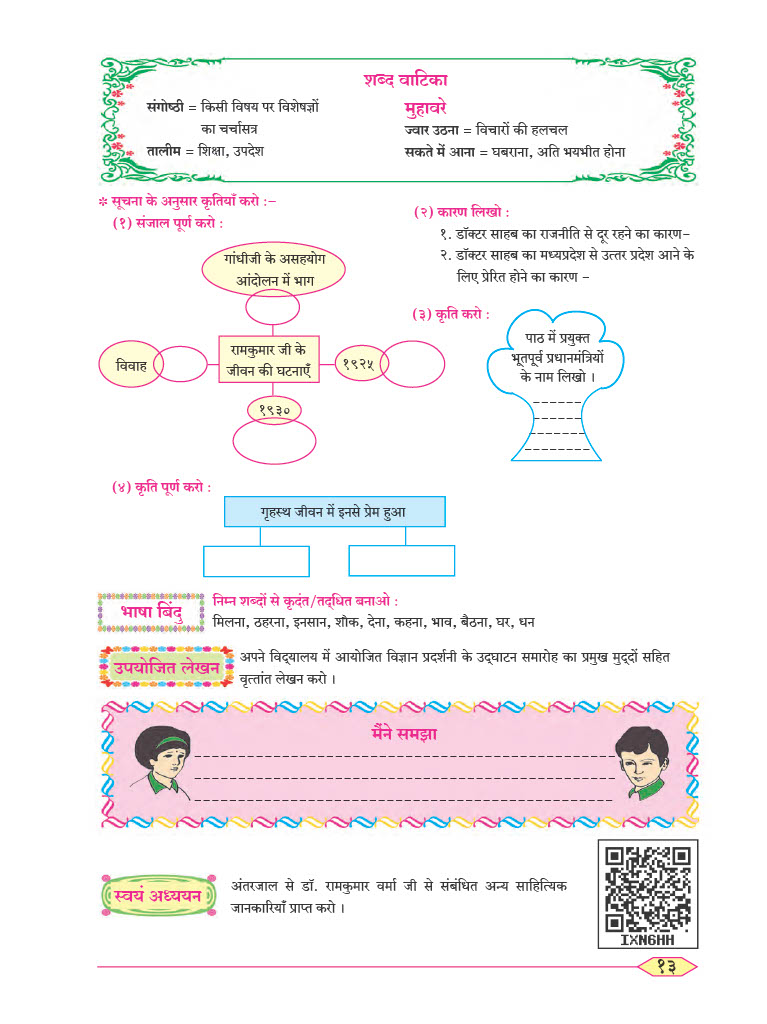 शब्द वाटिका
संगोष्ठी = किसी विषय पर विशेषज्ञों
का चर्चासत्र
तालीम = शिक्षा, उपदेश
मुहावरे
ज्वार उठना = विचारों की हलचल
सकते में आना = घबराना, अति भयभीत होना
* सूचना के अनुसार कृतियाँ करो :-
(१) संजाल पूर्ण करो :
गांधीजी के असहयोग
आंदोलन में भाग
विवाह
रामकुमार जी के
जीवन की घटनाएँ
१९२५
१९३०
(२) कारण लिखो :
१. डॉक्टर साहब का राजनीति से दूर रहने का कारण-
२. डॉक्टर साहब का मध्यप्रदेश से उत्तर प्रदेश आने के
लिए प्रेरित होने का कारण -
(३) कृति करो :
पाठ में प्रयुक्त
भूतपूर्व प्रधानमंत्रियों
के नाम लिखो ।
(४) कृति पूर्ण करो :
गृहस्थ जीवन में इनसे प्रेम हुआ
भाषा बिंदु
निम्न शब्दों से कृदंत/तद्‌धित बनाओ :
मिलना, ठहरना, इनसान, शौक, देना, कहना, भाव, बैठना, घर, धन
उपयोजित लेखन
अपने विद्‌यालय में आयोजित विज्ञान प्रदर्शनी के उद्‌घाटन समारोह का प्रमुख मुद्‌दों सहित
वृत्तांत लेखन करो ।
मैंने समझा
स्वयं अध्ययन
अंतरजाल से डॉ. रामकुमार वर्मा जी से संबंधित अन्य साहित्यिक
जानकारियाँ प्राप्त करो ।
IXN6HH
१३